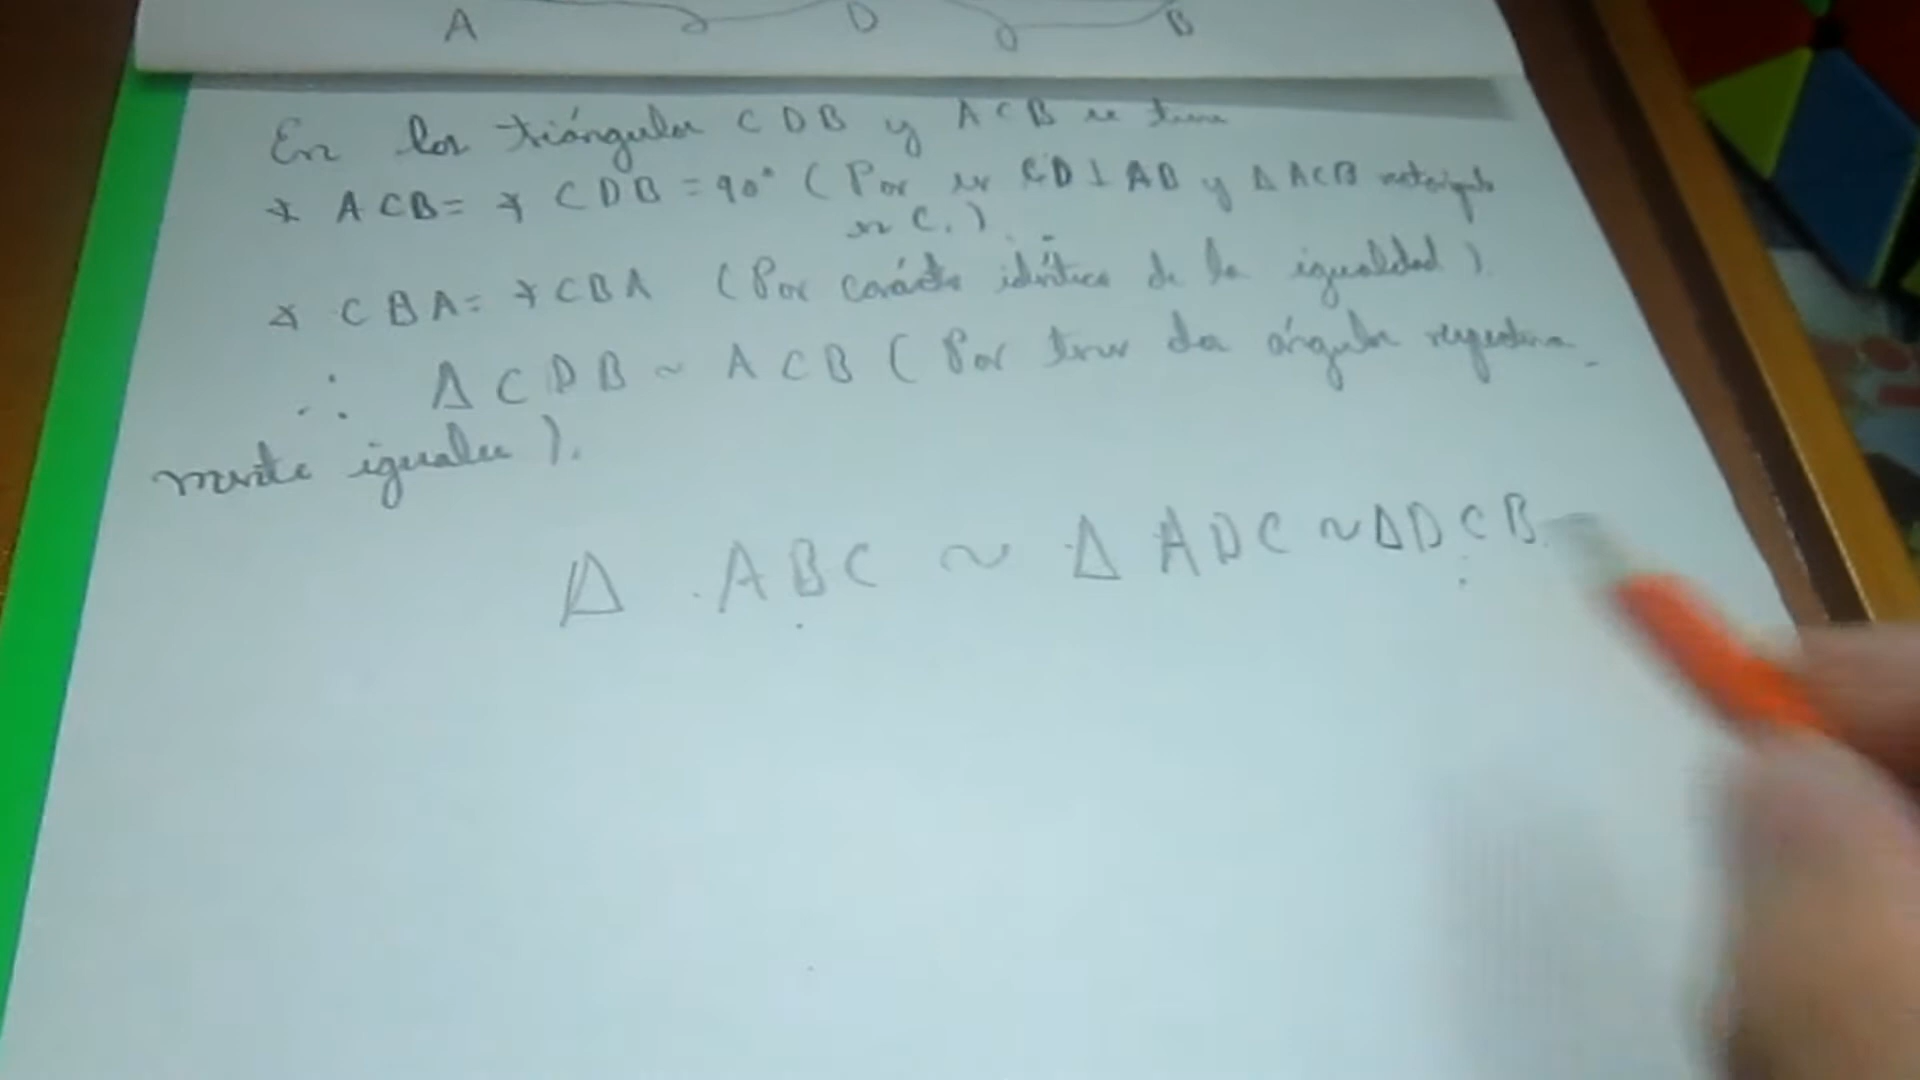 A D B
En los triángulos CDB y ACB se tiene
∡ ACB = ∡ CDB = 90° (Por ser CD ⊥ AB y Δ ACB rectángulo
en C.)
∡ CBA = ∡ CBA (Por carácter idéntico de la igualdad)
∴ Δ CDB ~ ACB (Por tener dos ángulos respectiva-
mente iguales).
Δ ABC ~ Δ ADC ~ Δ DCB